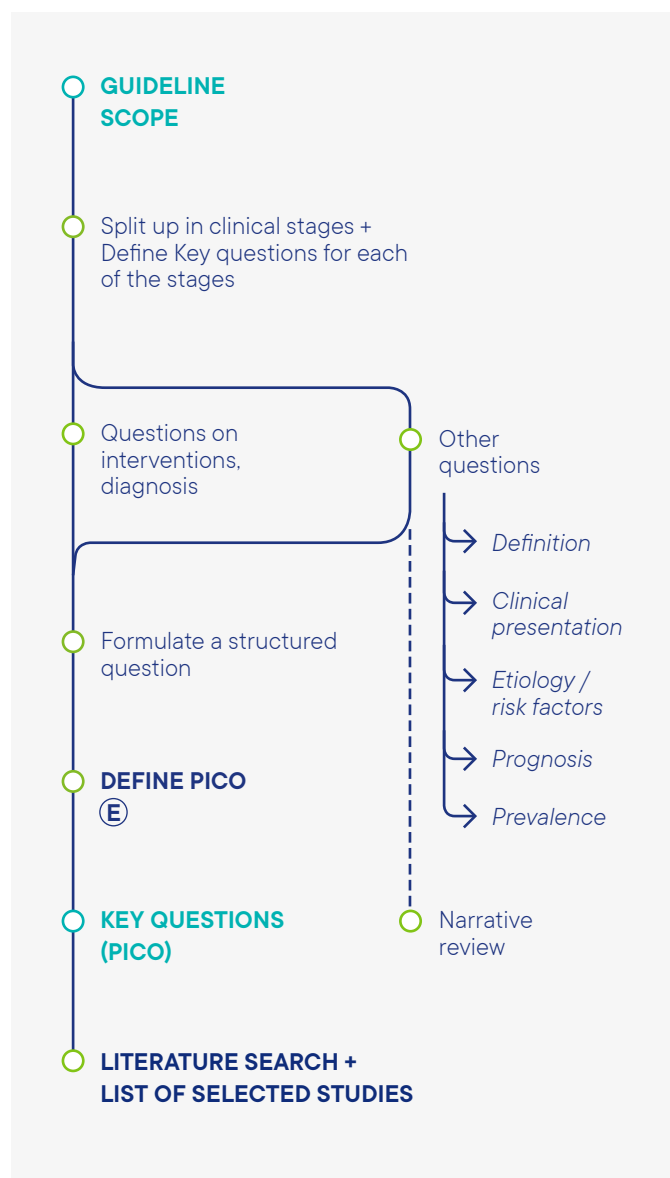 GUIDELINE
SCOPE
Split up in clinical stages +
Define Key questions for each
of the stages
Questions on
interventions,
diagnosis
Other
questions
Definition
Clinical
presentation
Etiology /
risk factors
Prognosis
Prevalence
Formulate a structured
question
DEFINE PICO
E
KEY QUESTIONS
(PICO)
Narrative
review
LITERATURE SEARCH +
LIST OF SELECTED STUDIES